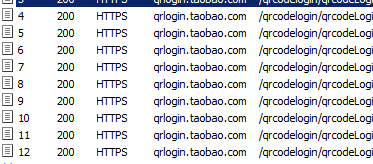 3 200 HTTPS qrlogin.taobao.com /qrcodelogin/qrcodeLogi
4 200 HTTPS qrlogin.taobao.com /qrcodelogin/qrcodeLogi
5 200 HTTPS qrlogin.taobao.com /qrcodelogin/qrcodeLogi
6 200 HTTPS qrlogin.taobao.com /qrcodelogin/qrcodeLogi
7 200 HTTPS qrlogin.taobao.com /qrcodelogin/qrcodeLogi
8 200 HTTPS qrlogin.taobao.com /qrcodelogin/qrcodeLogi
9 200 HTTPS qrlogin.taobao.com /qrcodelogin/qrcodeLogi
10 200 HTTPS qrlogin.taobao.com /qrcodelogin/qrcodeLogi
11 200 HTTPS qrlogin.taobao.com /qrcodelogin/qrcodeLogi
12 200 HTTPS qrlogin.taobao.com /qrcodelogin/qrcodeLogi